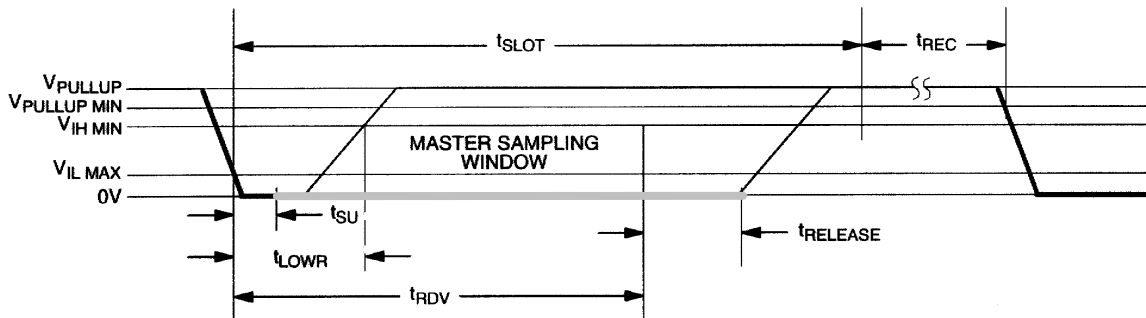 tSLOT
tREC
VPULLUP
VPULLUP MIN
VIH MIN
MASTER SAMPLING
WINDOW
VIL MAX
0V
tSU
tRELEASE
tLOWR
tRDV